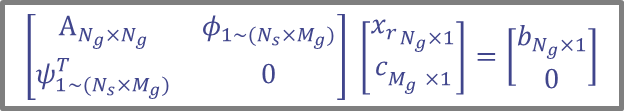 [A_{N_g×N_g} ϕ_{1~(N_s×M_g)}] [x_{r N_g×1}] = [b_{N_g×1}]
[ψ^T_{1~(N_s×M_g)} 0] [c_{M_g ×1}] [0]